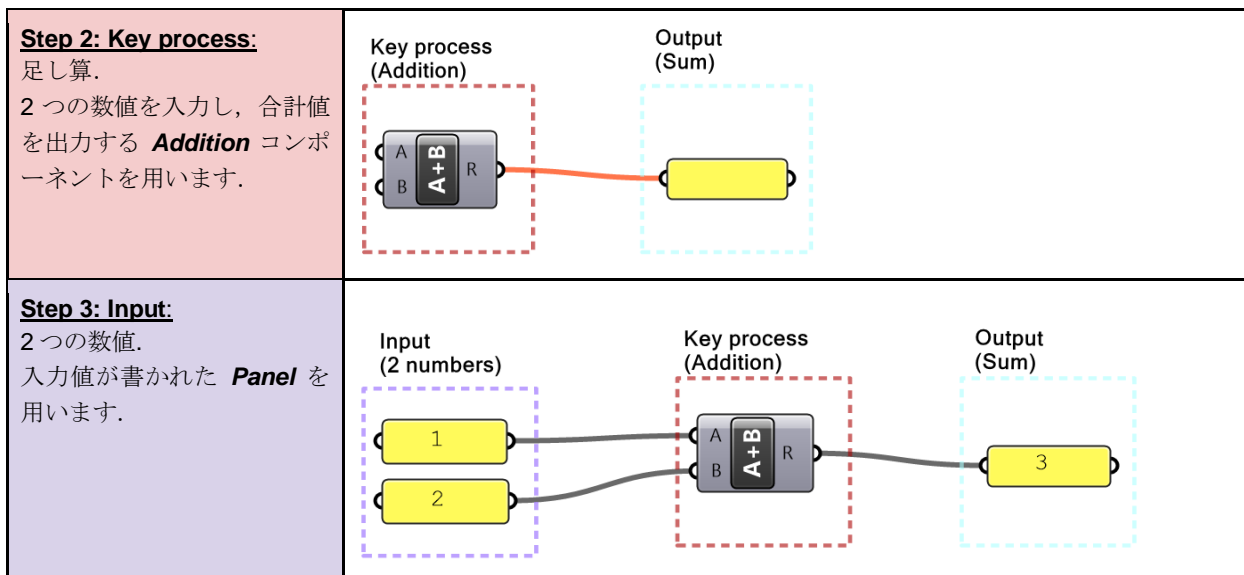 Step 2: Key process:
足し算.
2 つの数値を入力し，合計値
を出力する Addition コンポ
ーネントを用います.
Key process
(Addition)
Output
(Sum)
A
B
A+B
R
Step 3: Input:
2 つの数値.
入力値が書かれた Panel を
用います.
Input
(2 numbers)
Key process
(Addition)
Output
(Sum)
1
2
A
B
A+B
R
3